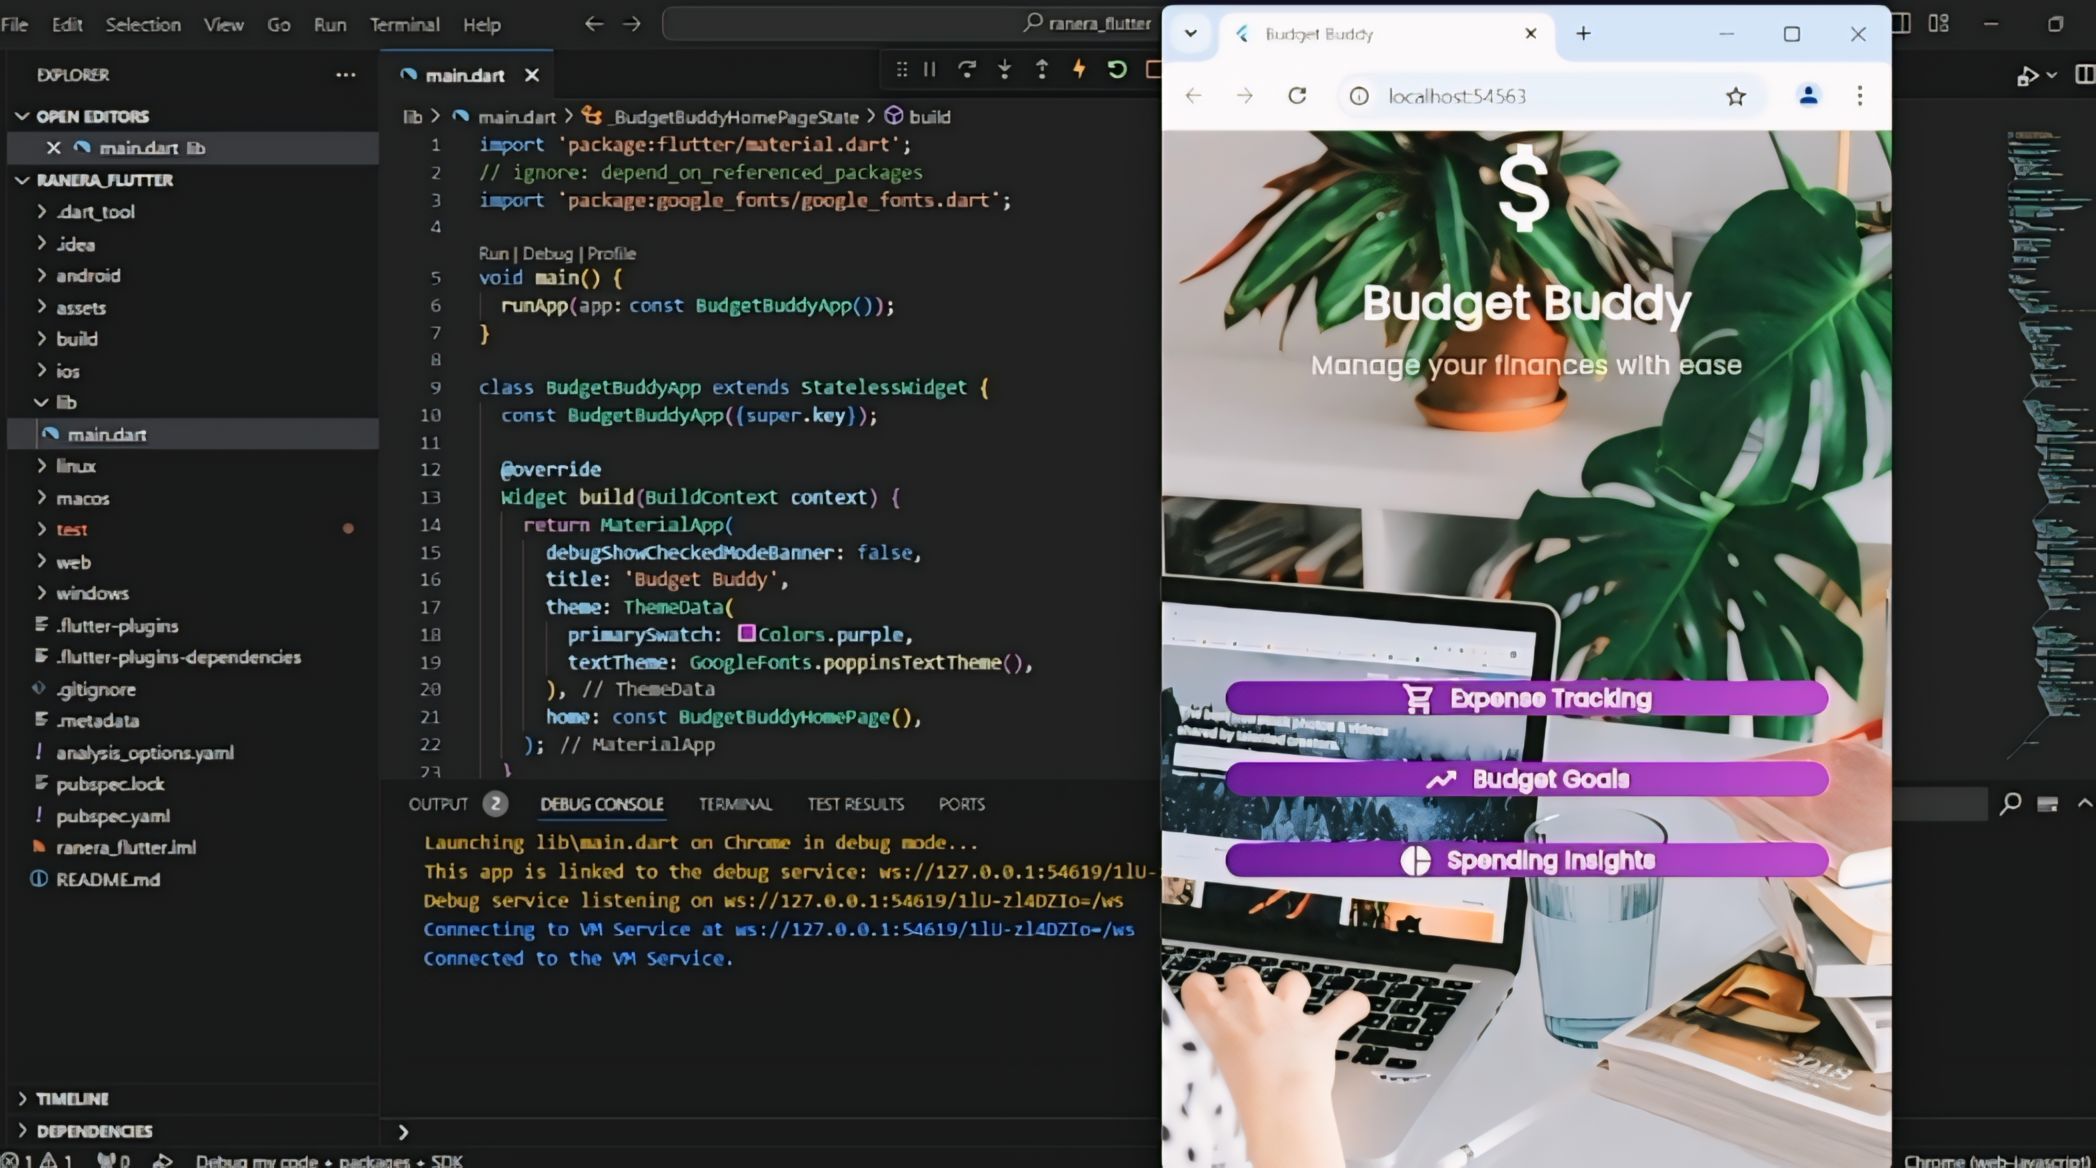 File Edit Selection View Go Run Terminal Help
ranera_flutter
EXPLORER
OPEN EDITORS
main.dart lib
RANERA_FLUTTER
.dart_tool
.idea
android
assets
build
ios
lib
main.dart
linux
macos
test
web
windows
.flutter-plugins
.flutter-plugins-dependencies
.gitignore
.metadata
analysis_options.yaml
pubspec.lock
pubspec.yaml
ranera_flutter.iml
README.md
TIMELINE
DEPENDENCIES
main.dart
lib > main.dart > _BudgetBuddyHomePageState > build
1 import 'package:flutter/material.dart';
2 // ignore: depend_on_referenced_packages
3 import 'package:google_fonts/google_fonts.dart';
4
Run | Debug | Profile
5 void main() {
6 runApp(app: const BudgetBuddyApp());
7 }
8
9 class BudgetBuddyApp extends StatelessWidget {
10 const BudgetBuddyApp({super.key});
11
12 @override
13 Widget build(BuildContext context) {
14 return MaterialApp(
15 debugShowCheckedModeBanner: false,
16 title: 'Budget Buddy',
17 theme: ThemeData(
18 primarySwatch: Colors.purple,
19 textTheme: GoogleFonts.poppinsTextTheme(),
20 ), // ThemeData
21 home: const BudgetBuddyHomePage(),
22 ); // MaterialApp
23 }
OUTPUT 2 DEBUG CONSOLE TERMINAL TEST RESULTS PORTS
Launching lib\main.dart on Chrome in debug mode...
This app is linked to the debug service: ws://127.0.0.1:54619/1lU-
Debug service listening on ws://127.0.0.1:54619/1lU-zl4DZIo=/ws
Connecting to VM Service at ws://127.0.0.1:54619/1lU-zl4DZIo=/ws
Connected to the VM Service.
1 1 0 Debug my code + packages + SDK
Chrome (web-javascript)
Budget Buddy
localhost:54563
$
Budget Buddy
Manage your finances with ease
Expense Tracking
Budget Goals
Spending Insights
photos & videos
shared by talented creators.
2018